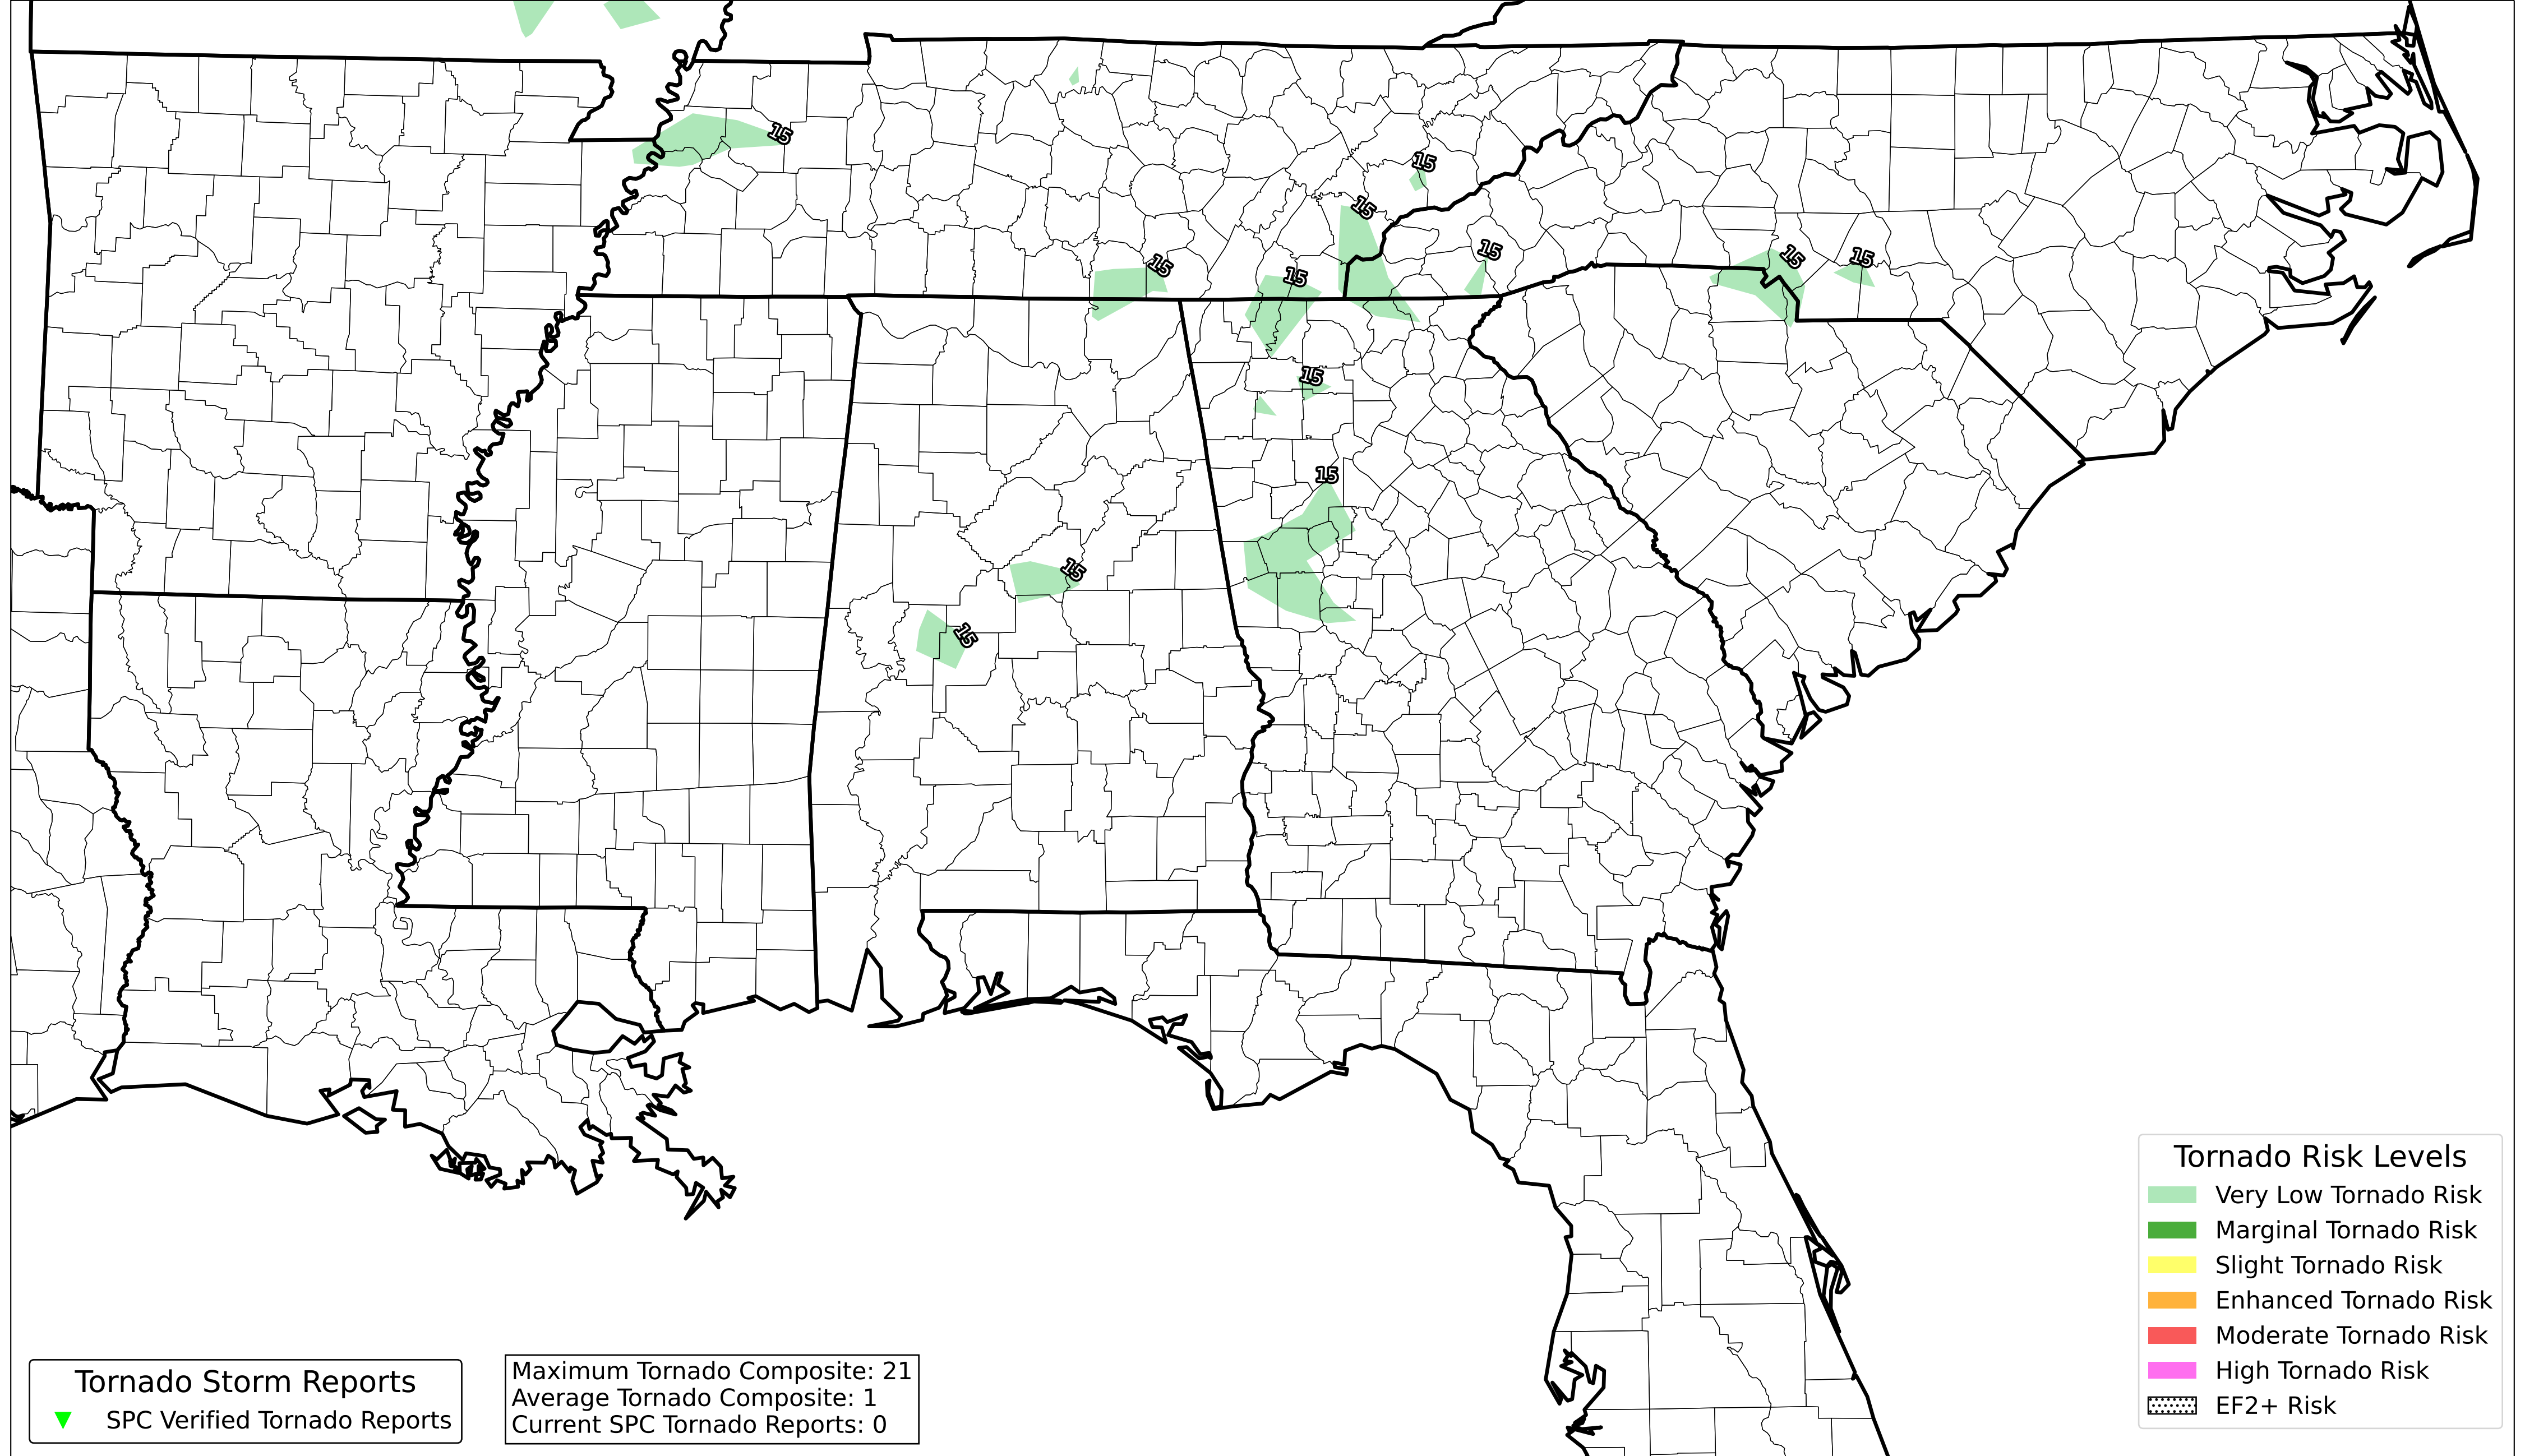 15
15
15
15
15
15
15
15
15
15
15
15
Tornado Risk Levels
Very Low Tornado Risk
Marginal Tornado Risk
Slight Tornado Risk
Enhanced Tornado Risk
Moderate Tornado Risk
High Tornado Risk
EF2+ Risk
Tornado Storm Reports
SPC Verified Tornado Reports
Maximum Tornado Composite: 21
Average Tornado Composite: 1
Current SPC Tornado Reports: 0